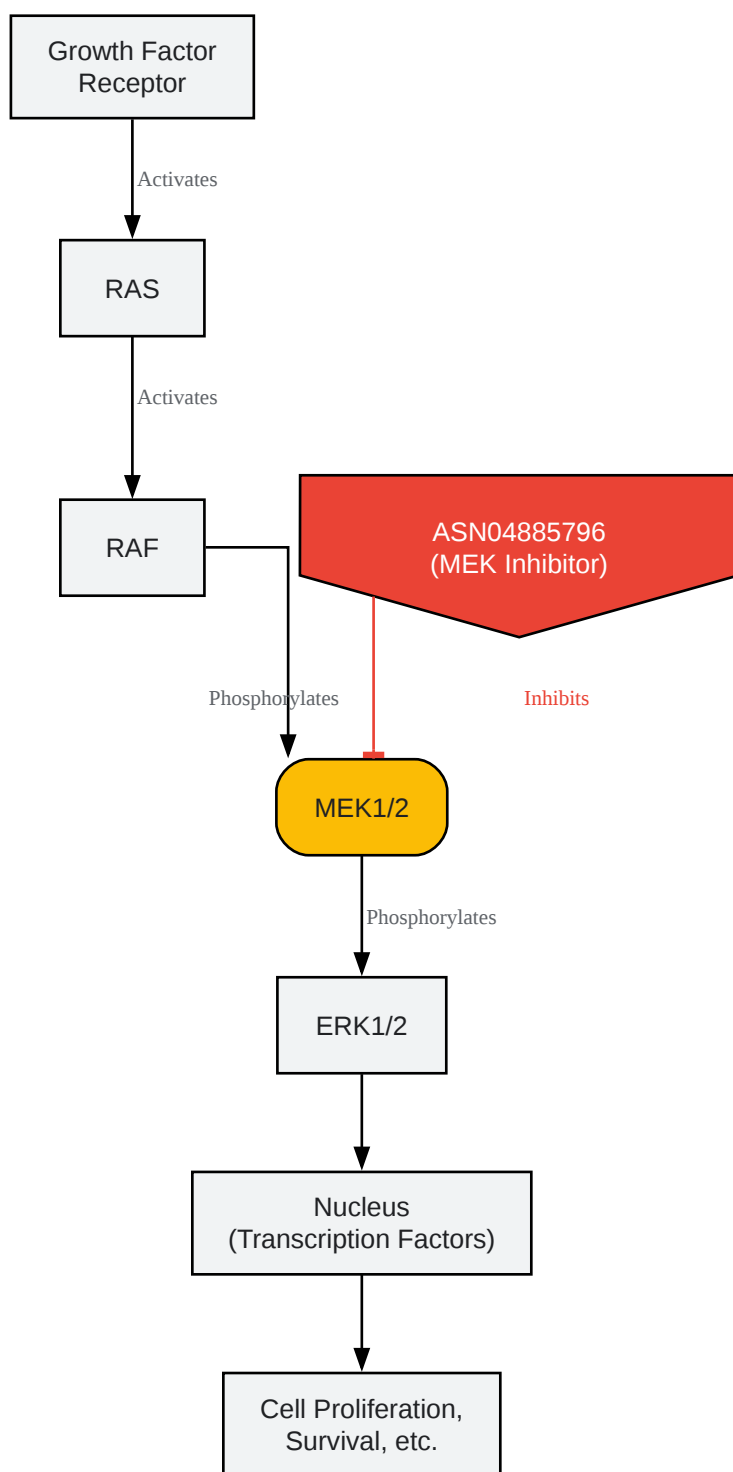 Growth Factor
Receptor
Activates
RAS
Activates
RAF
ASN04885796
(MEK Inhibitor)
Phosphorylates
Inhibits
MEK1/2
Phosphorylates
ERK1/2
Nucleus
(Transcription Factors)
Cell Proliferation,
Survival, etc.